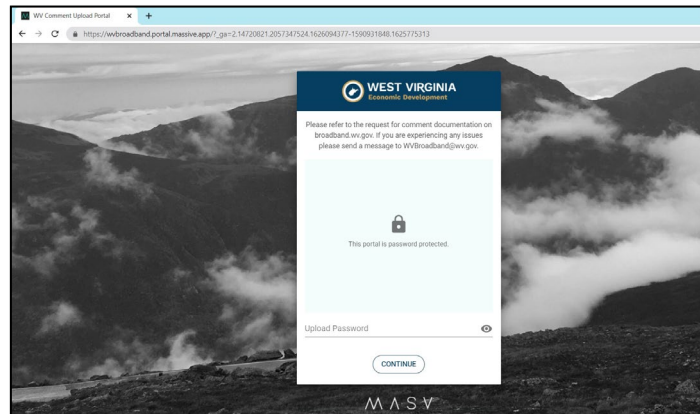 WV Comment Upload Portal
https://wvbroadband.portal.massive.app/?_ga=2.14720021.2057347524.1626094377-1590931848.1625775313
WEST VIRGINIA
Economic Development
Please refer to the request for comment documentation on
broadband.wv.gov. If you are experiencing any issues
please send a message to WVBroadband@wv.gov.
This portal is password protected.
Upload Password
CONTINUE
MASV